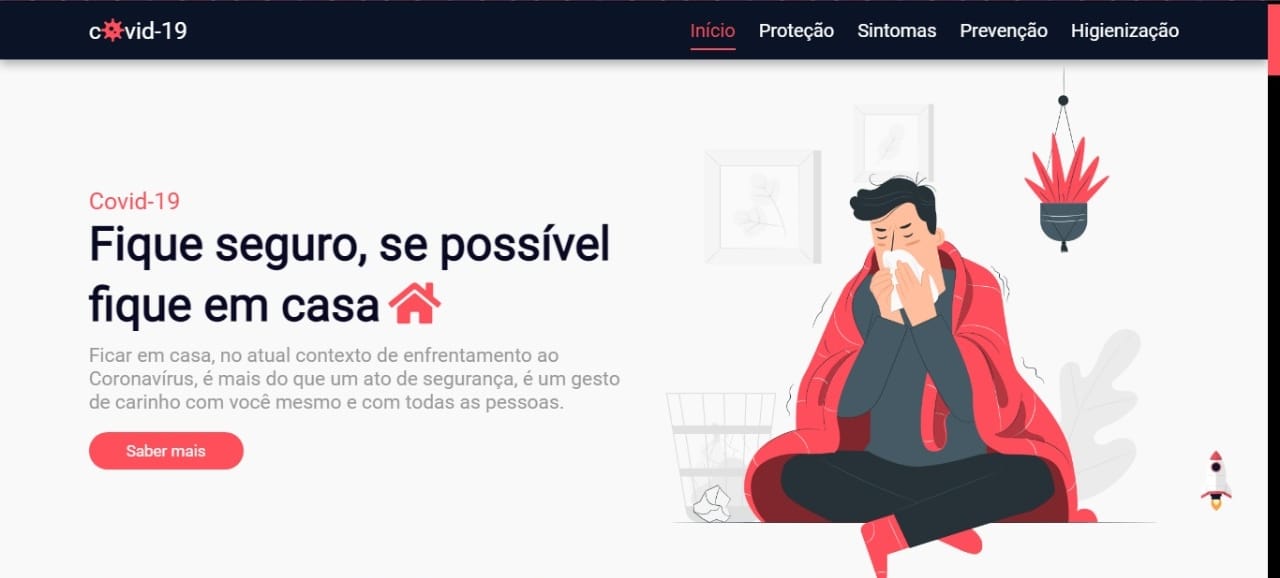 covid-19
Início Proteção Sintomas Prevenção Higienização
Covid-19
Fique seguro, se possível
fique em casa
Ficar em casa, no atual contexto de enfrentamento ao
Coronavírus, é mais do que um ato de segurança, é um gesto
de carinho com você mesmo e com todas as pessoas.
Saber mais